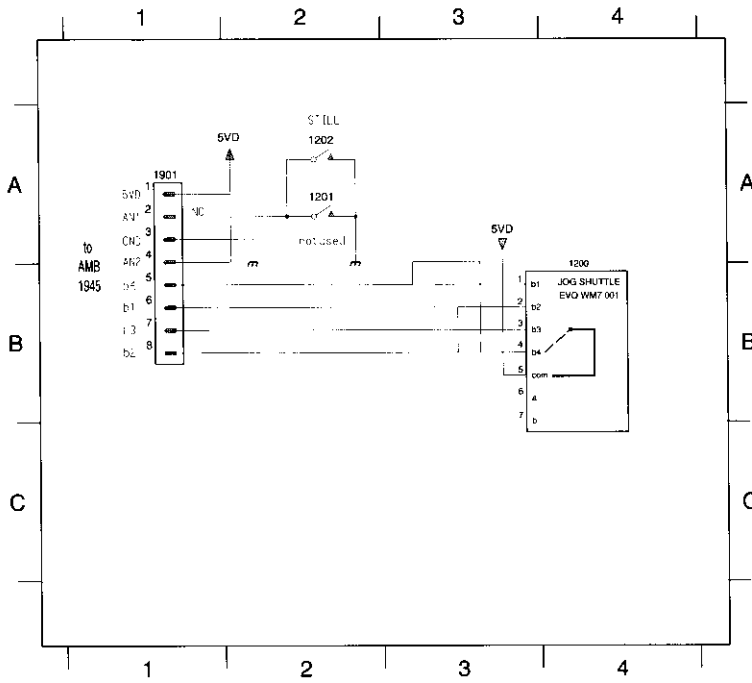 1 2 3 4
A
B
C
A
B
C
1 2 3 4
STILL
1202
5VD
1901
1201
not used
to
AMB
1945
1 5VD
2 AN1 NC
3
4 AN2
5
6 b1
7
8 b2
5VD
1200
JOG SHUTTLE
EVQ WM7 001
1 b1
2 b2
3 b3
4 b4
5 com
6
7 b